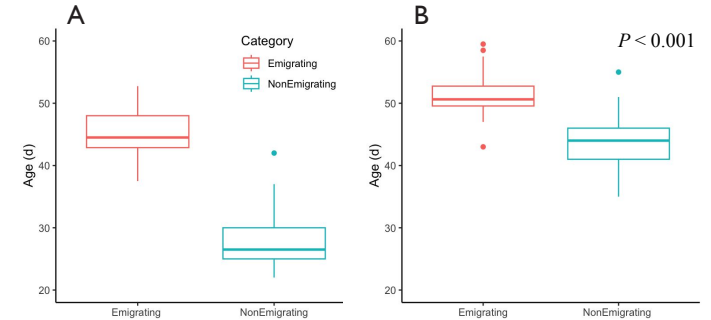 A
Category
Emigrating
NonEmigrating
Age (d)
60
50
40
30
20
Emigrating
NonEmigrating
B
P < 0.001
Age (d)
60
50
40
30
20
Emigrating
NonEmigrating